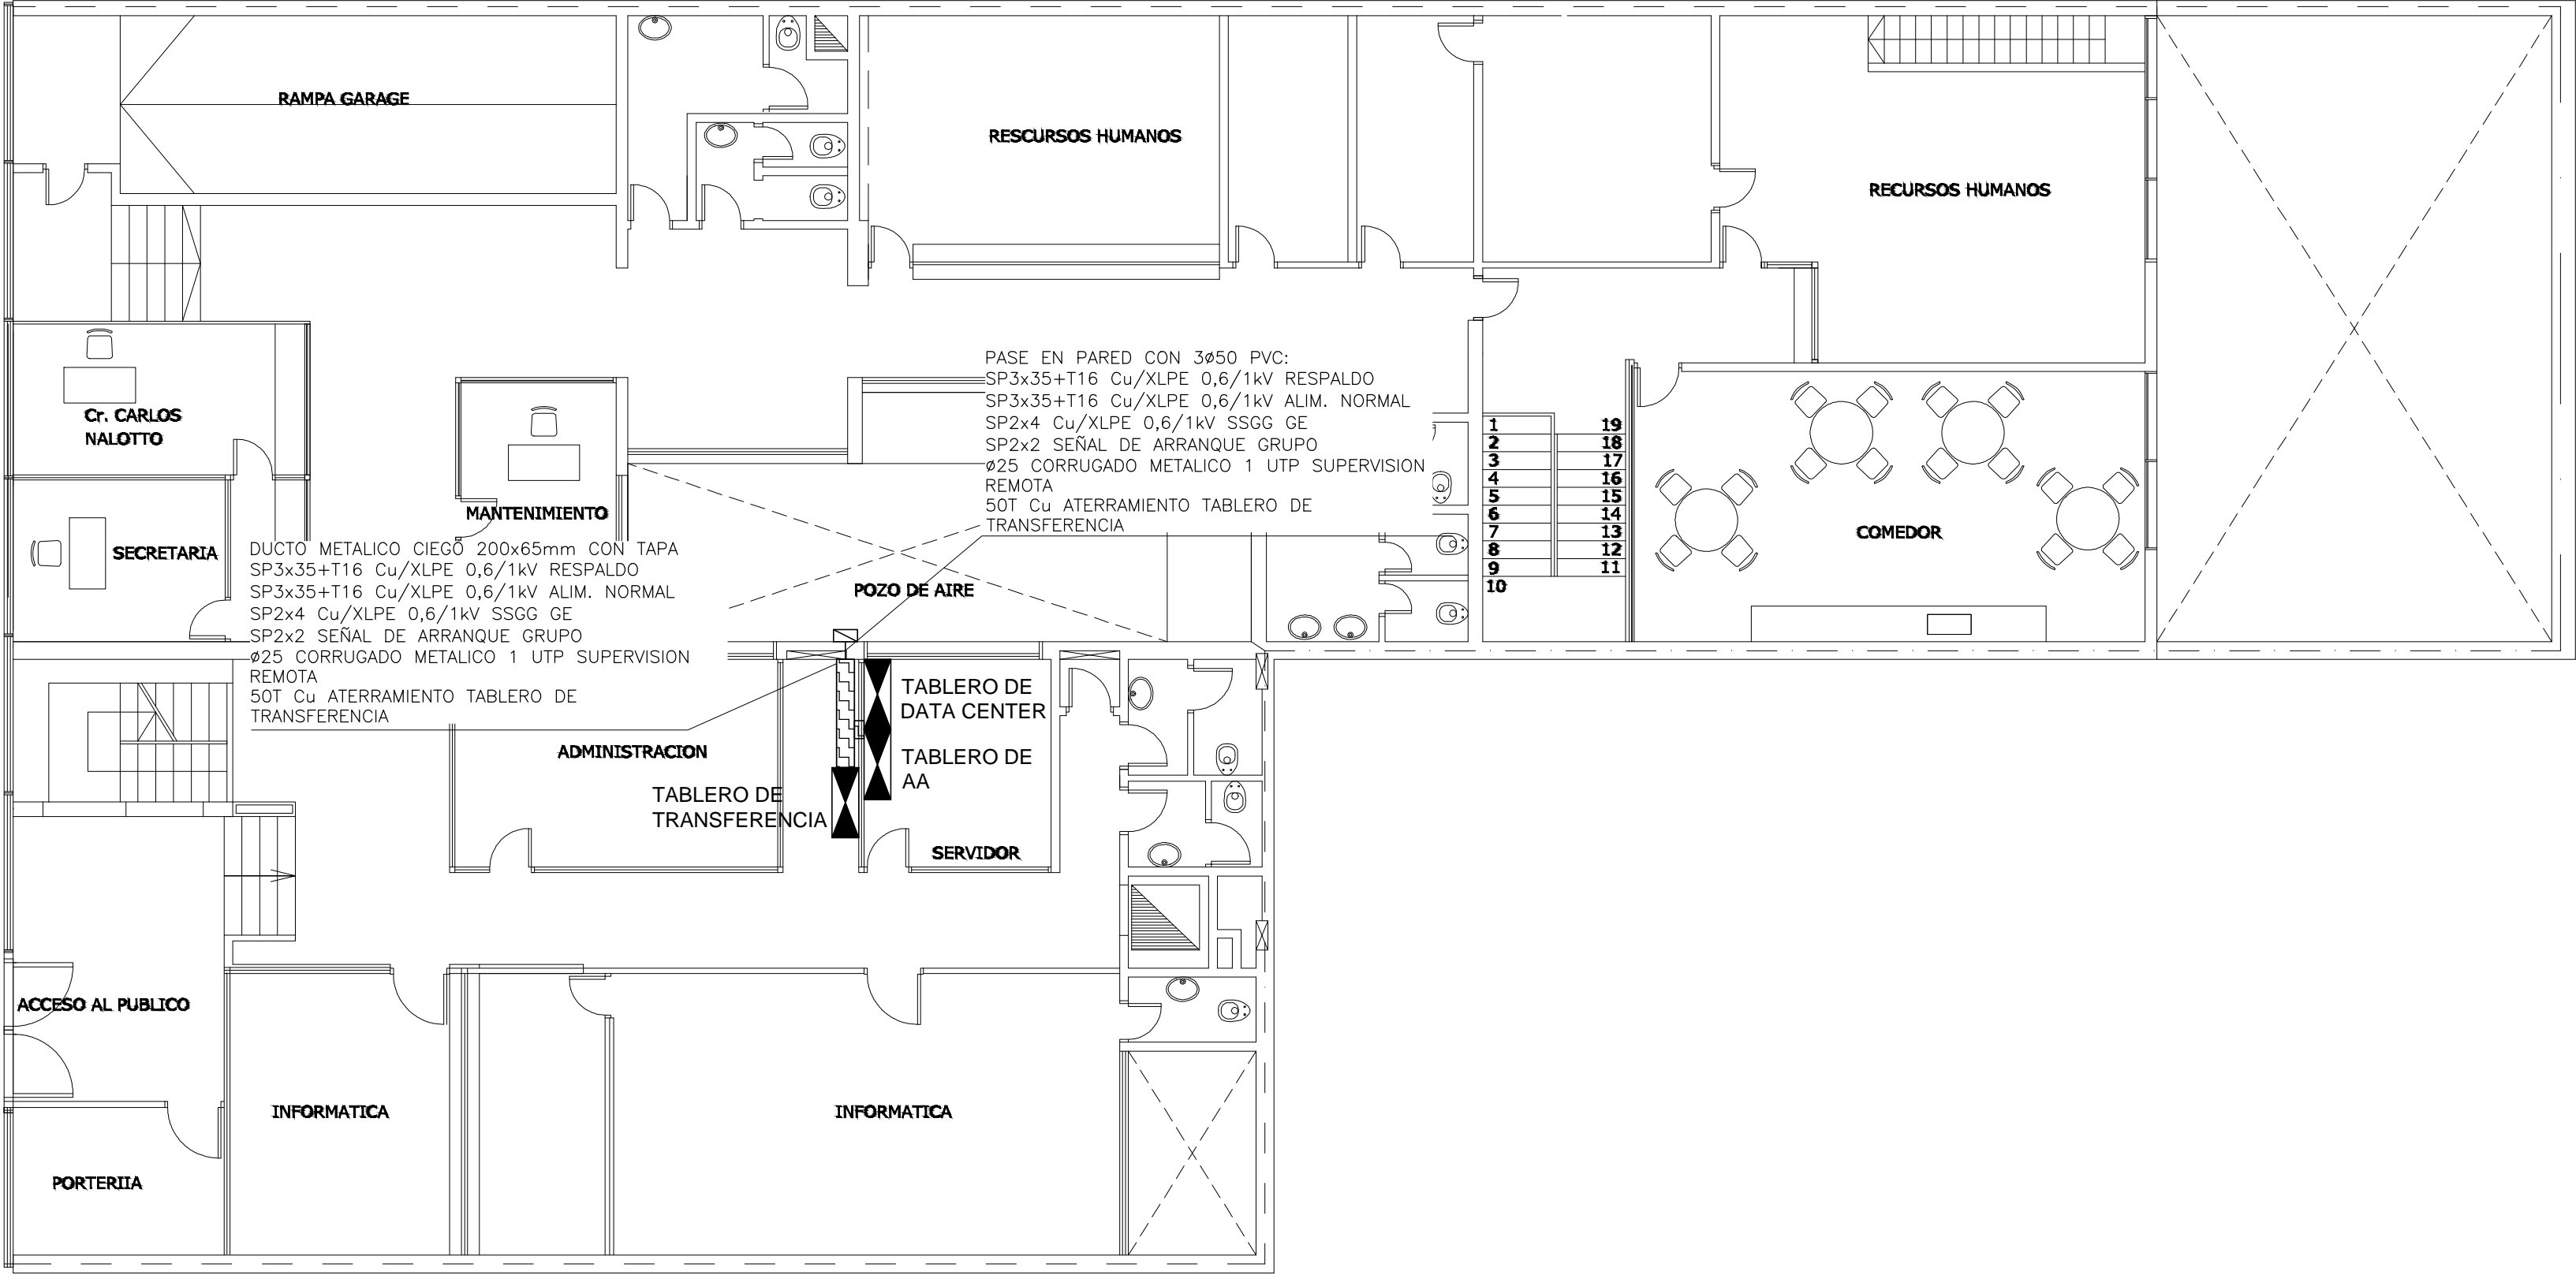 RAMPA GARAGE
RESCURSOS HUMANOS
RECURSOS HUMANOS
Cr. CARLOS
NALOTTO
MANTENIMIENTO
SECRETARIA
PASE EN PARED CON 3ø50 PVC:
SP3x35+T16 Cu/XLPE 0,6/1kV RESPALDO
SP3x35+T16 Cu/XLPE 0,6/1kV ALIM. NORMAL
SP2x4 Cu/XLPE 0,6/1kV SSGG GE
SP2x2 SEÑAL DE ARRANQUE GRUPO
ø25 CORRUGADO METALICO 1 UTP SUPERVISION
REMOTA
50T Cu ATERRAMIENTO TABLERO DE
TRANSFERENCIA
1
2
3
4
5
6
7
8
9
10
19
18
17
16
15
14
13
12
11
COMEDOR
DUCTO METALICO CIEGO 200x65mm CON TAPA
SP3x35+T16 Cu/XLPE 0,6/1kV RESPALDO
SP3x35+T16 Cu/XLPE 0,6/1kV ALIM. NORMAL
SP2x4 Cu/XLPE 0,6/1kV SSGG GE
SP2x2 SEÑAL DE ARRANQUE GRUPO
ø25 CORRUGADO METALICO 1 UTP SUPERVISION
REMOTA
50T Cu ATERRAMIENTO TABLERO DE
TRANSFERENCIA
POZO DE AIRE
TABLERO DE
DATA CENTER
TABLERO DE
AA
ADMINISTRACION
TABLERO DE
TRANSFERENCIA
SERVIDOR
ACCESO AL PUBLICO
INFORMATICA
INFORMATICA
PORTERIIA